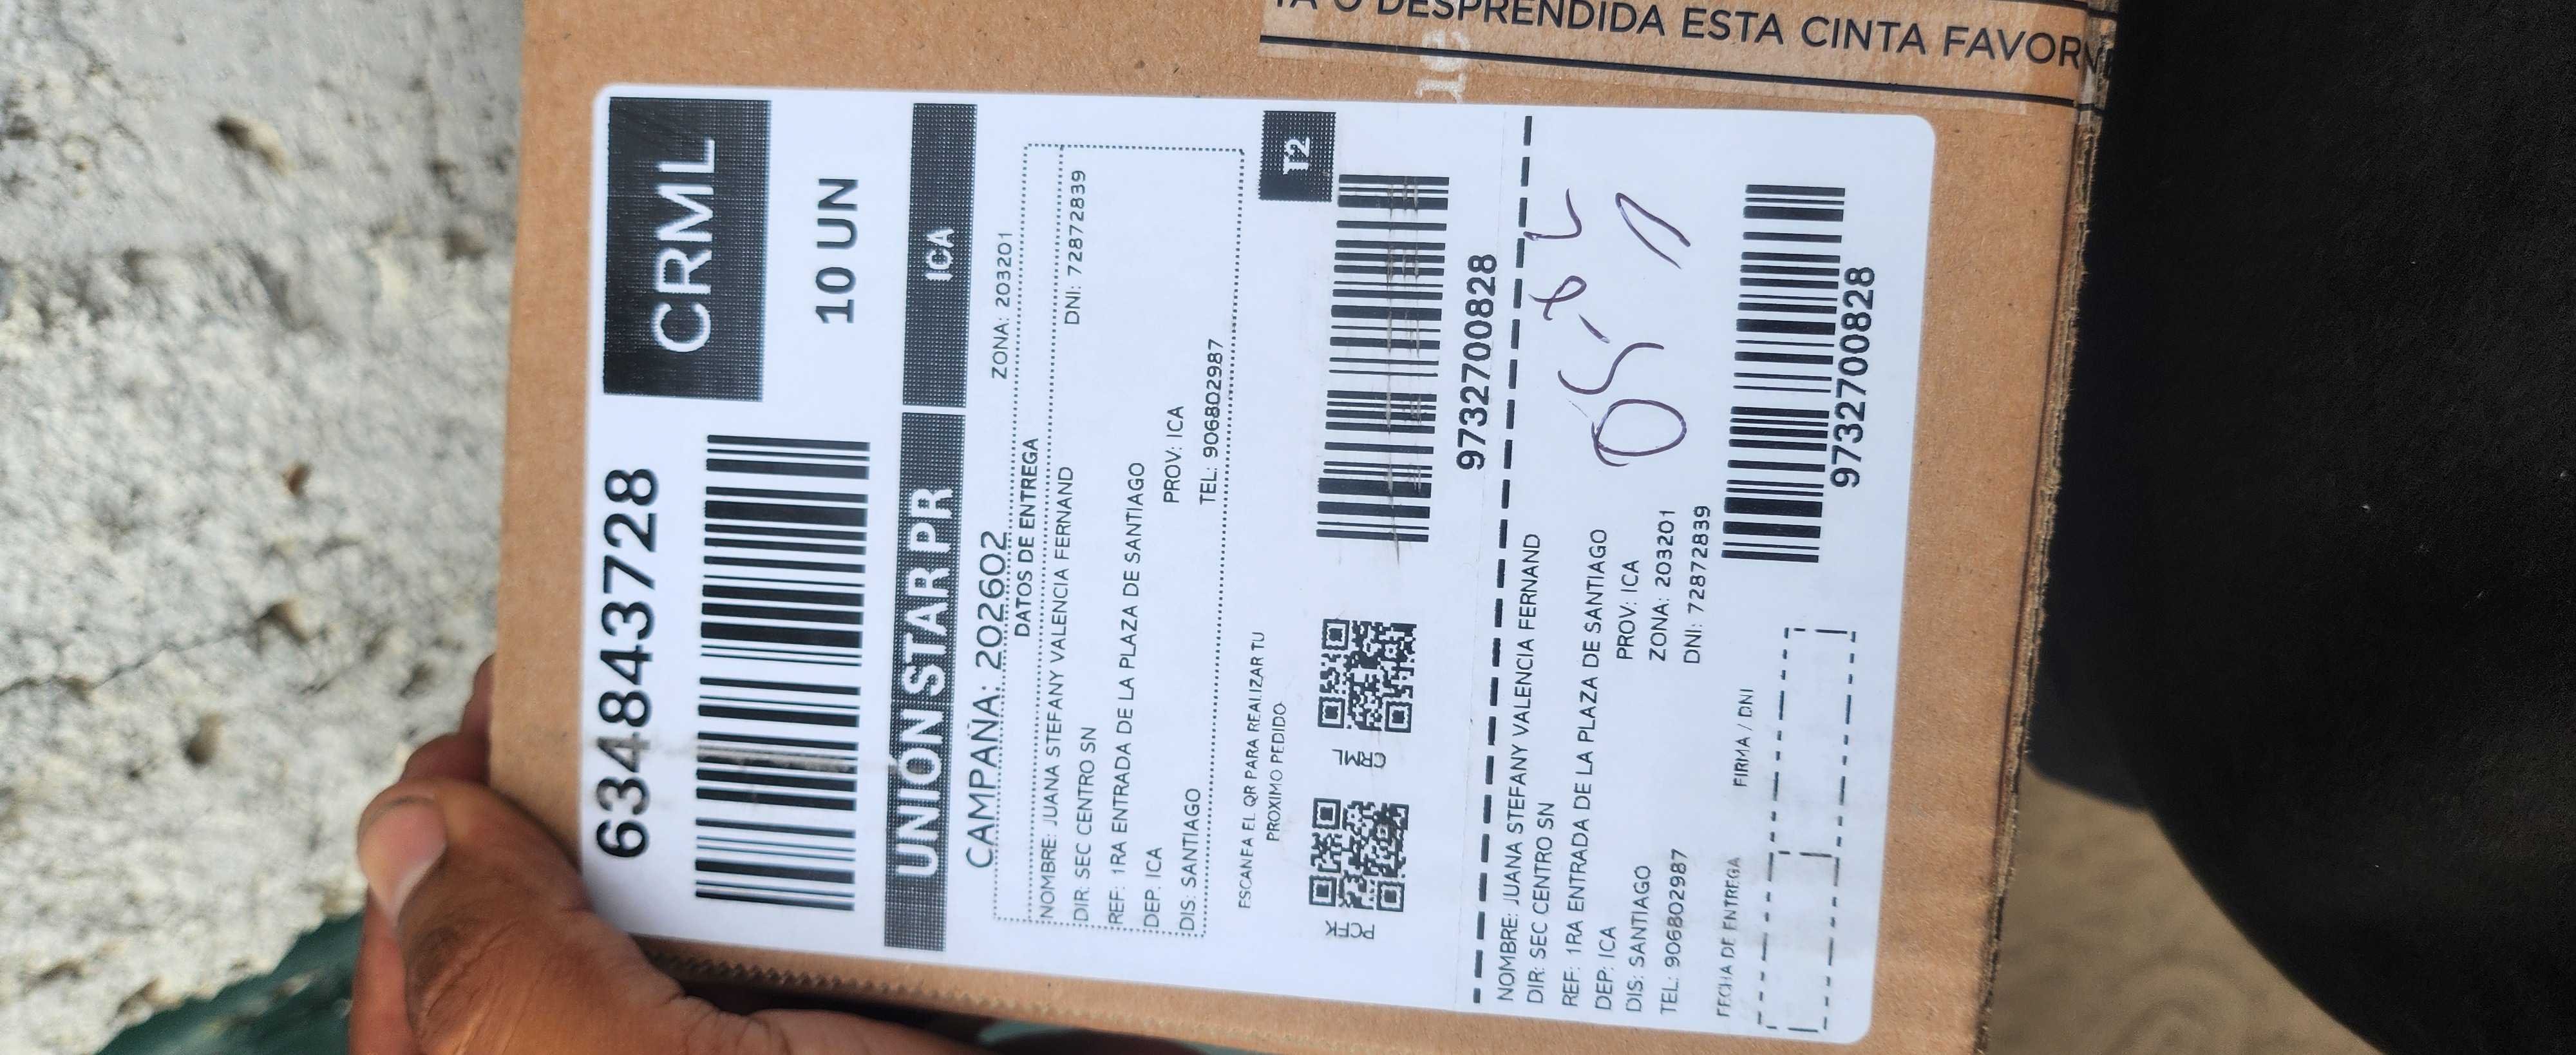 TA O DESPRENDIDA ESTA CINTA FAVOR
6348843728
CRML
10 UN
UNIÓN STAR PR
ICA
CAMPAÑA: 202602
ZONA: 203201
DATOS DE ENTREGA
NOMBRE: JUANA STEFANY VALENCIA FERNAND
DNI: 72872839
DIR: SEC CENTRO SN
REF: 1RA ENTRADA DE LA PLAZA DE SANTIAGO
DEP: ICA
PROV: ICA
DIS: SANTIAGO
TEL: 906802987
ESCANEA EL QR PARA REALIZAR TU
PROXIMO PEDIDO
T2
CRML
9732700828
NOMBRE: JUANA STEFANY VALENCIA FERNAND
DIR: SEC CENTRO SN
REF: 1RA ENTRADA DE LA PLAZA DE SANTIAGO
DEP: ICA
PROV: ICA
DIS: SANTIAGO
ZONA: 203201
TEL: 906802987
DNI: 72872839
FECHA DE ENTREGA
FIRMA / DNI
9732700828